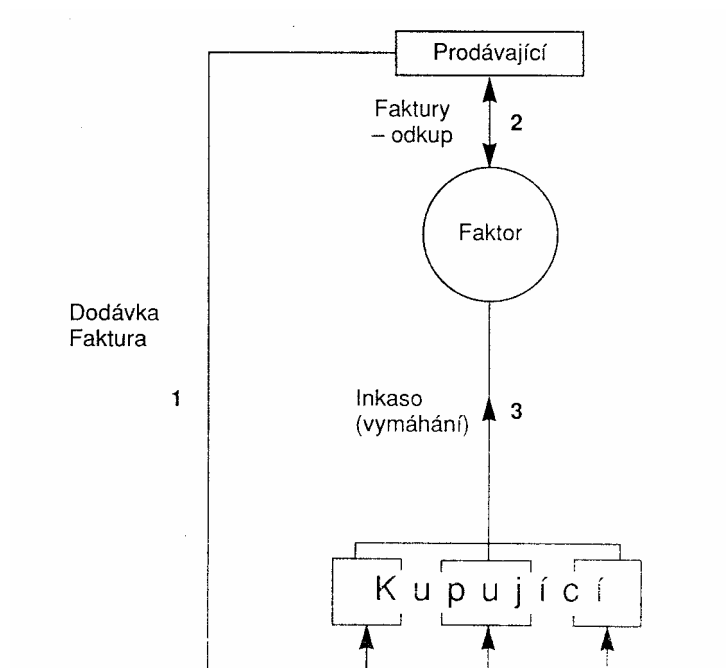 Prodávající
Faktury
– odkup
2
Faktor
Dodávka
Faktura
1
Inkaso
(vymáhání)
3
Kupující